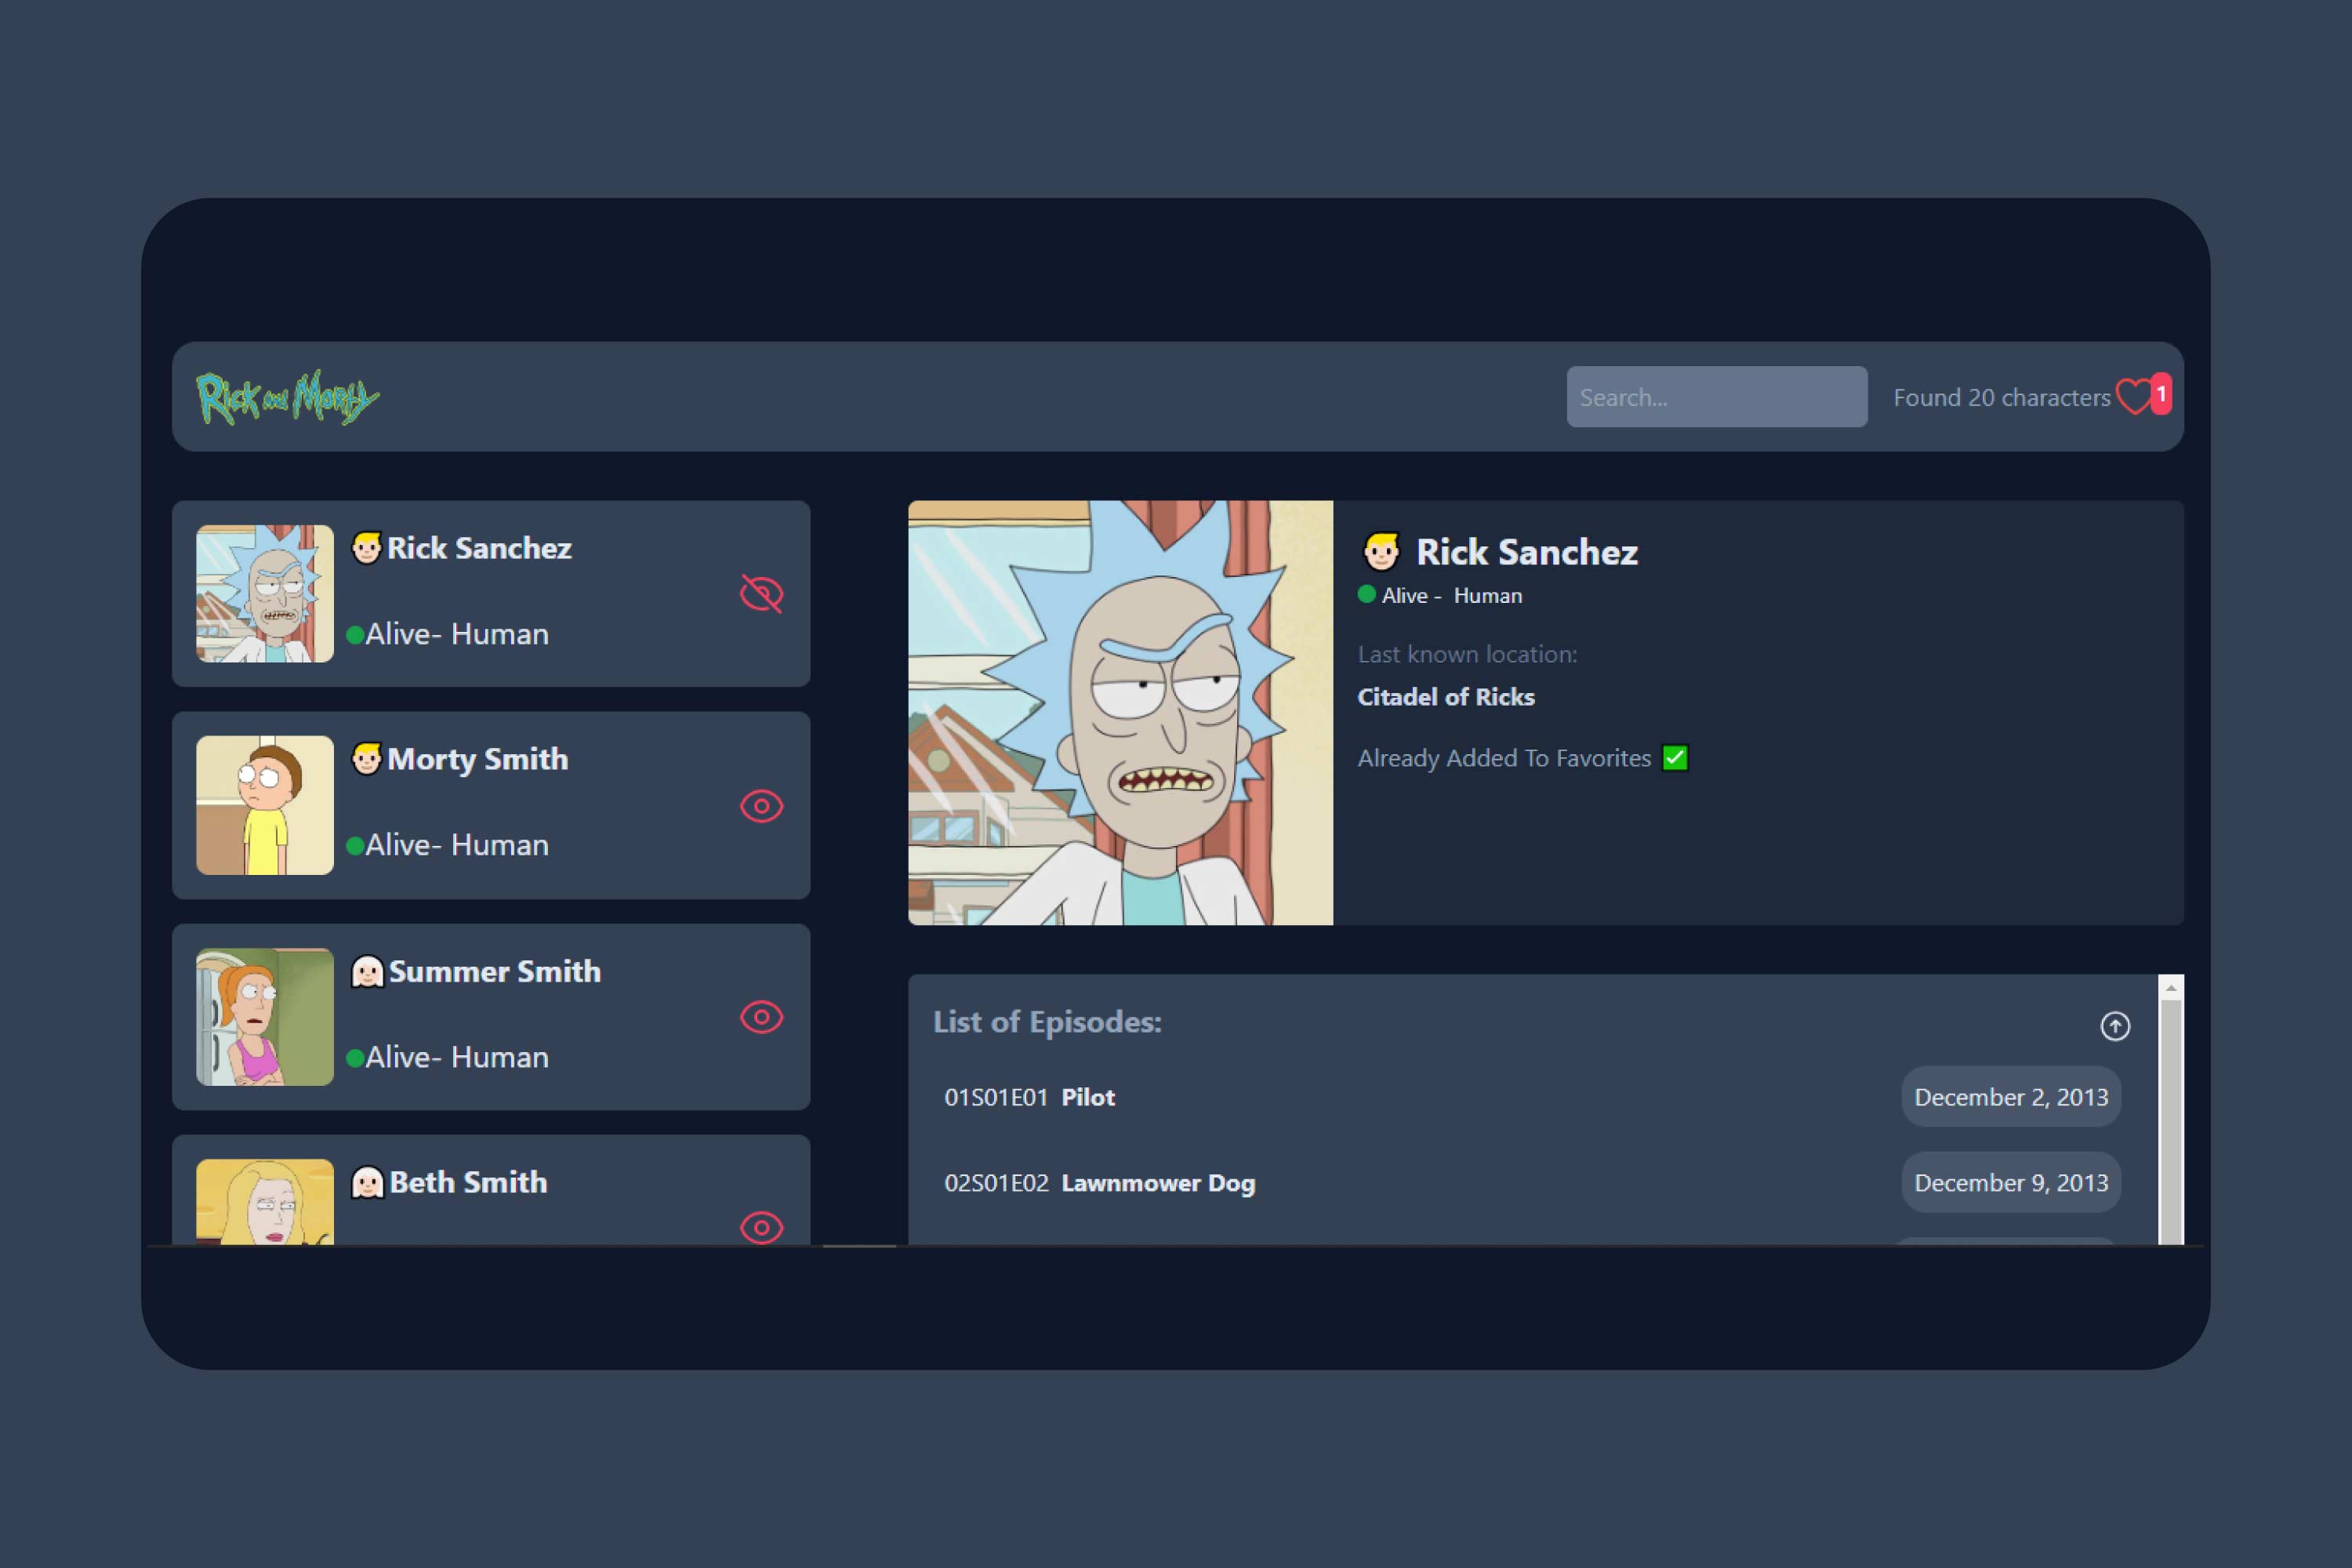 Rick and Morty
Search...
Found 20 characters
1
Rick Sanchez
Alive- Human
Morty Smith
Alive- Human
Summer Smith
Alive- Human
Beth Smith
Rick Sanchez
Alive - Human
Last known location:
Citadel of Ricks
Already Added To Favorites
List of Episodes:
01S01E01 Pilot December 2, 2013
02S01E02 Lawnmower Dog December 9, 2013